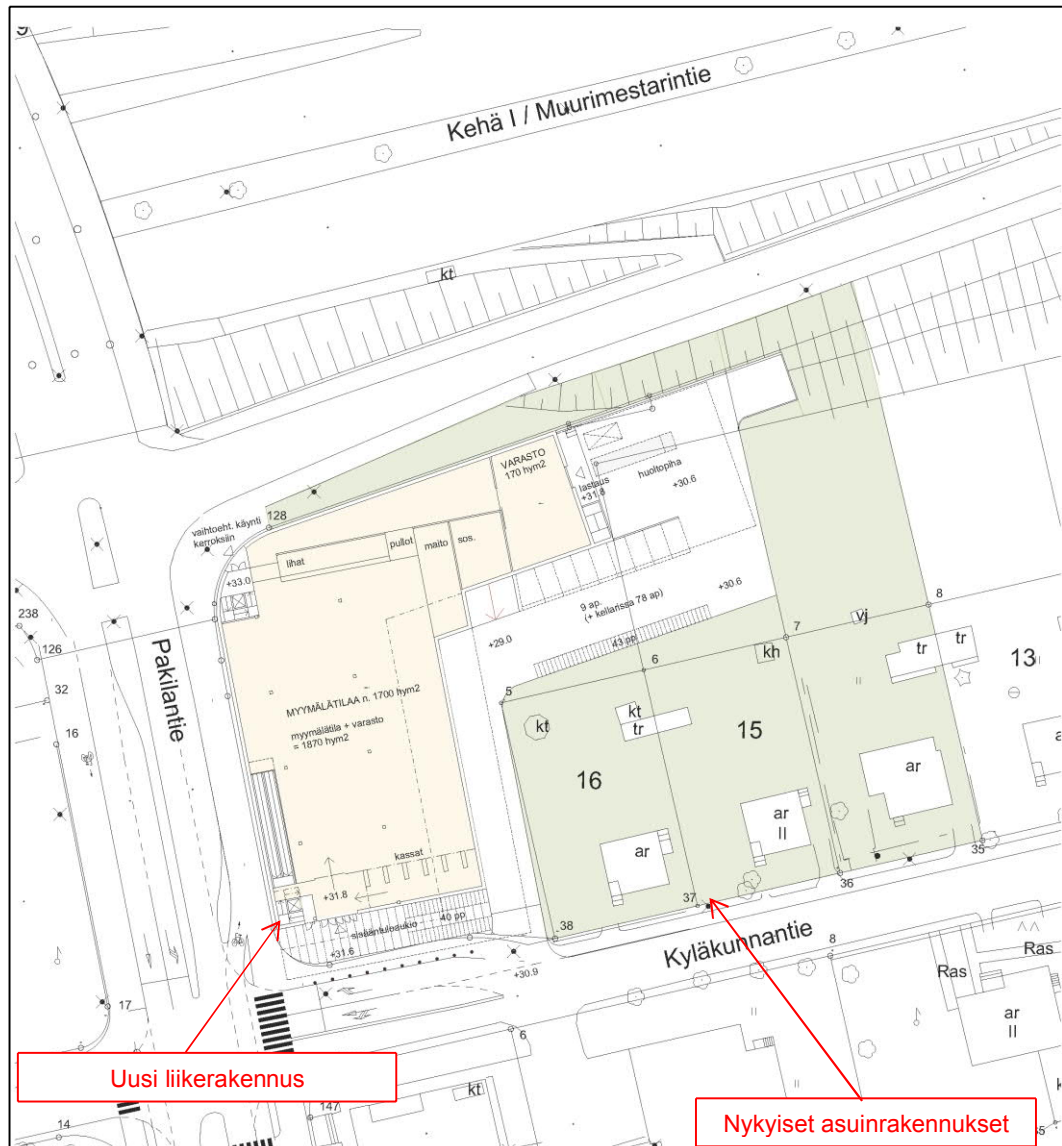 9
Kehä I / Muurimestarintie
kt
VARASTO
170 hym2
lastaus
+31.8
huoltopiha
+30.6
128
vaihtoeht. käynti
kerroksiin
pullot
maito
sos.
lihat
+33.0
9 ap.
(+ kellarissa 78 ap)
+30.6
8
238
126
+29.0
43 pp
7
vj
kh
tr
tr
13
6
32
Pakilantie
5
MYYMÄLÄTILAA n. 1700 hym2
myymälätila + varasto
= 1870 hym2
kt
tr
kt
16
15
16
ar
ar
II
ar
35
kassat
36
+31.8
37
sisääntuloaukio
40 pp
38
+31.6
Kyläkunnantie
8
+30.9
Ras
Ras
17
ar
II
6
Uusi liikerakennus
kt
147
14
Nykyiset asuinrakennukset